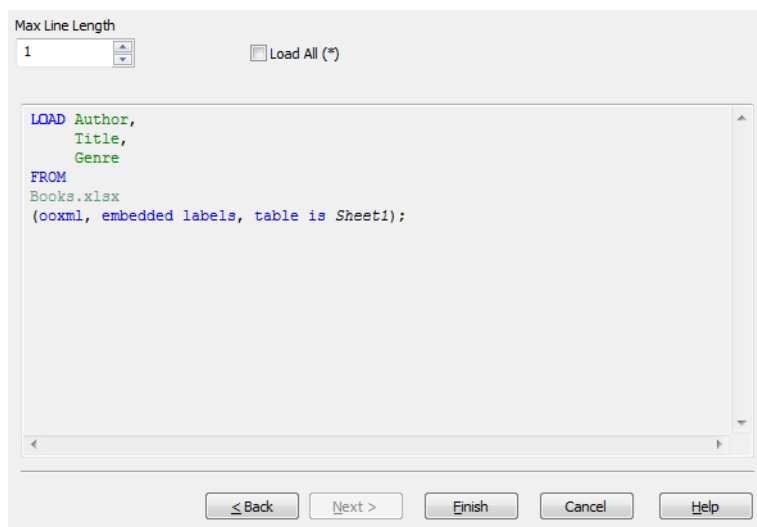 Max Line Length
1
Load All (*)
LOAD Author,
Title,
Genre
FROM
Books.xlsx
(ooxml, embedded labels, table is Sheet1);
< Back Next > Finish Cancel Help